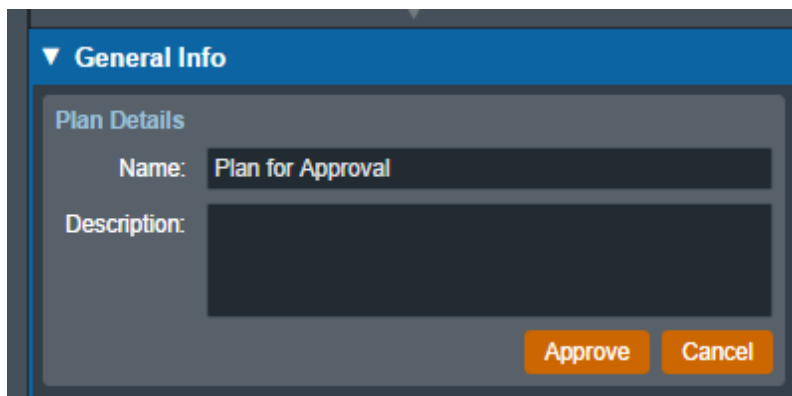 General Info
Plan Details
Name: Plan for Approval
Description:
Approve Cancel